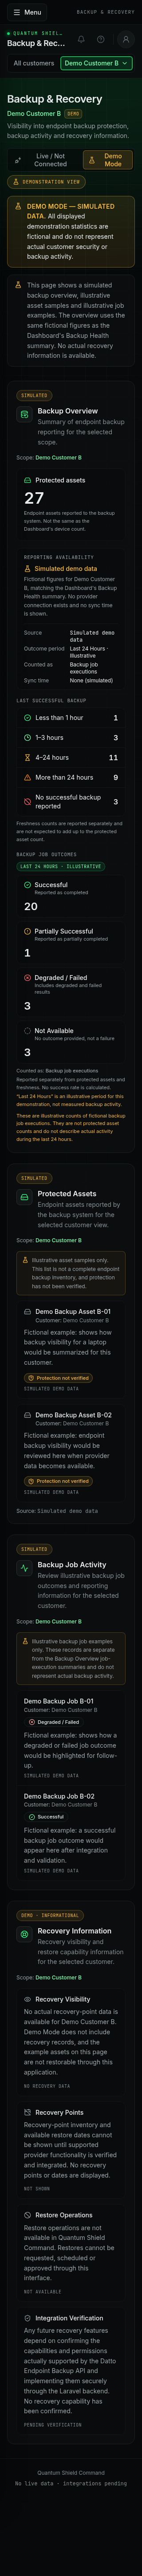 Menu
BACKUP & RECOVERY
QUANTUM SHIEL…
Backup & Rec…
All customers
Demo Customer B
Backup & Recovery
Demo Customer B DEMO
Visibility into endpoint backup protection,
backup activity and recovery information.
Live / Not
Connected
Demo
Mode
DEMONSTRATION VIEW
DEMO MODE — SIMULATED
DATA. All displayed
demonstration statistics are
fictional and do not represent
actual customer security or
backup activity.
This page shows a simulated
backup overview, illustrative
asset samples and illustrative job
examples. The overview uses the
same fictional figures as the
Dashboard's Backup Health
summary. No actual recovery
information is available.
SIMULATED
Backup Overview
Summary of endpoint backup
reporting for the selected
scope.
Scope: Demo Customer B
Protected assets
27
Endpoint assets reported to the backup
system. Not the same as the
Dashboard's device count.
REPORTING AVAILABILITY
Simulated demo data
Fictional figures for Demo Customer
B, matching the Dashboard's Backup
Health summary. No provider
connection exists and no sync time
is shown.
Source Simulated demo
data
Outcome period Last 24 Hours ·
Illustrative
Counted as Backup job
executions
Sync time None (simulated)
LAST SUCCESSFUL BACKUP
Less than 1 hour 1
1–3 hours 3
4–24 hours 11
More than 24 hours 9
No successful backup
reported 3
Freshness counts are reported separately and
are not expected to add up to the protected
asset count.
BACKUP JOB OUTCOMES
LAST 24 HOURS · ILLUSTRATIVE
Successful
Reported as completed
20
Partially Successful
Reported as partially completed
1
Degraded / Failed
Includes degraded and failed
results
3
Not Available
No outcome provided, not a failure
3
Counted as: Backup job executions
Reported separately from protected assets and
freshness. No success rate is calculated.
"Last 24 Hours" is an illustrative period for this
demonstration, not measured backup activity.
These are illustrative counts of fictional backup
job executions. They are not protected asset
counts and do not describe actual activity
during the last 24 hours.
SIMULATED
Protected Assets
Endpoint assets reported by
the backup system for the
selected customer view.
Scope: Demo Customer B
Illustrative asset samples only.
This list is not a complete endpoint
backup inventory, and protection
has not been verified.
Demo Backup Asset B-01
Customer: Demo Customer B
Fictional example: shows how
backup visibility for a laptop
would be summarized for this
customer.
Protection not verified
SIMULATED DEMO DATA
Demo Backup Asset B-02
Customer: Demo Customer B
Fictional example: endpoint
backup visibility would be
reviewed here when provider
data becomes available.
Protection not verified
SIMULATED DEMO DATA
Source: Simulated demo data
SIMULATED
Backup Job Activity
Review illustrative backup job
outcomes and reporting
information for the selected
customer.
Scope: Demo Customer B
Illustrative backup job examples
only. These records are separate
from the Backup Overview job-
execution summaries and do not
represent actual backup activity.
Demo Backup Job B-01
Customer: Demo Customer B
Degraded / Failed
Fictional example: shows how a
degraded or failed job outcome
would be highlighted for follow-
up.
SIMULATED DEMO DATA
Demo Backup Job B-02
Customer: Demo Customer B
Successful
Fictional example: a successful
backup job outcome would
appear here after integration
and validation.
SIMULATED DEMO DATA
DEMO · INFORMATIONAL
Recovery Information
Recovery visibility and
restore capability information
for the selected customer.
Scope: Demo Customer B
Recovery Visibility
No actual recovery-point data is
available for Demo Customer B.
Demo Mode does not include
recovery records, and the
example assets on this page
are not restorable through this
application.
NO RECOVERY DATA
Recovery Points
Recovery-point inventory and
available restore dates cannot
be shown until supported
provider functionality is verified
and integrated. No recovery
points or dates are displayed.
NOT SHOWN
Restore Operations
Restore operations are not
available in Quantum Shield
Command. Restores cannot be
requested, scheduled or
approved through this
interface.
NOT AVAILABLE
Integration Verification
Any future recovery features
depend on confirming the
capabilities and permissions
actually supported by the Datto
Endpoint Backup API and
implementing them securely
through the Laravel backend.
No recovery capability has
been confirmed.
PENDING VERIFICATION
Quantum Shield Command
No live data · integrations pending